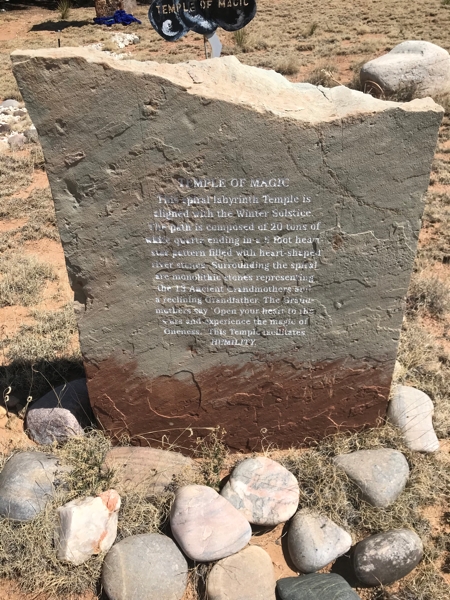 TEMPLE OF MAGIC
TEMPLE OF MAGIC
This spiral labyrinth Temple is
aligned with the Winter Solstice.
The path is composed of 20 tons of
white quartz ending in a 5 foot heart
star pattern filled with heart-shaped
river stones. Surrounding the spiral
are monolithic stones representing
the 13 Ancient Grandmothers and
a reclining Grandfather. The Grand-
mothers say Open your heart to the
stars and experience the magic of
Oneness. This Temple facilitates
HUMILITY.